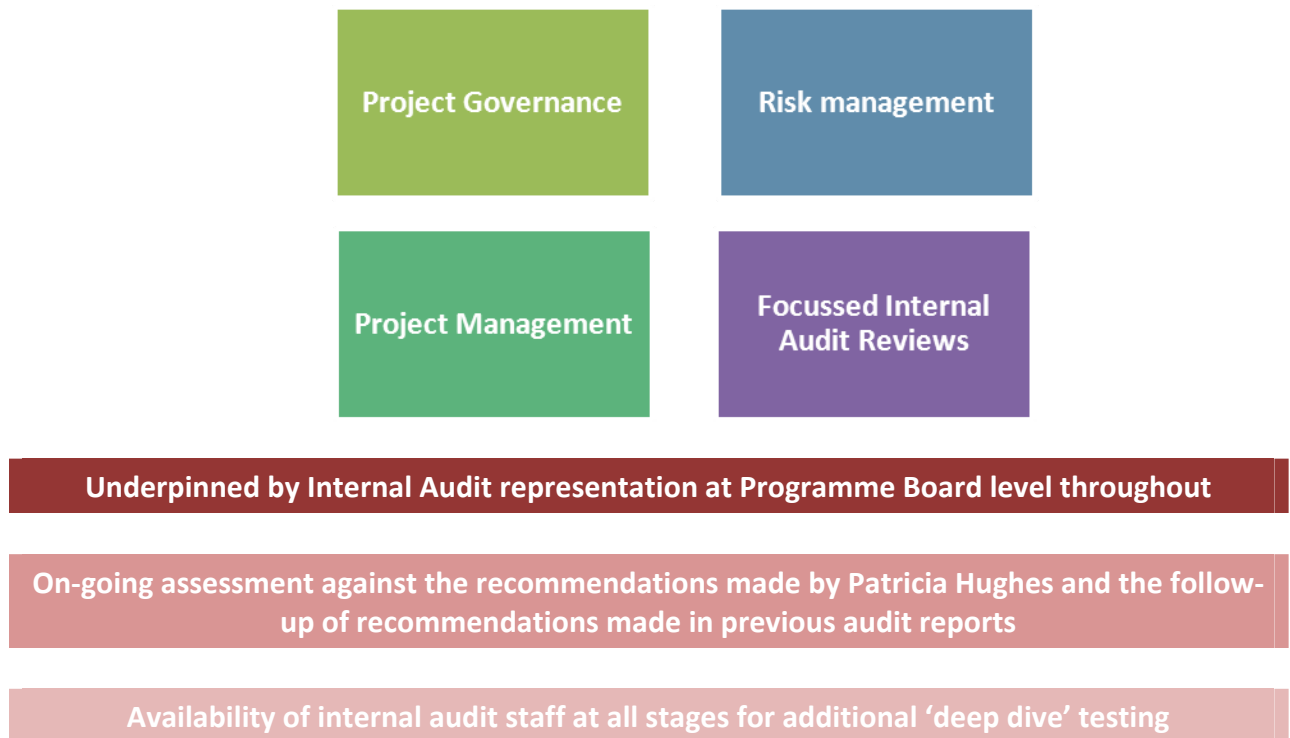 Project Governance
Risk management
Project Management
Focussed Internal
Audit Reviews
Underpinned by Internal Audit representation at Programme Board level throughout
On-going assessment against the recommendations made by Patricia Hughes and the follow-
up of recommendations made in previous audit reports
Availability of internal audit staff at all stages for additional ‘deep dive’ testing